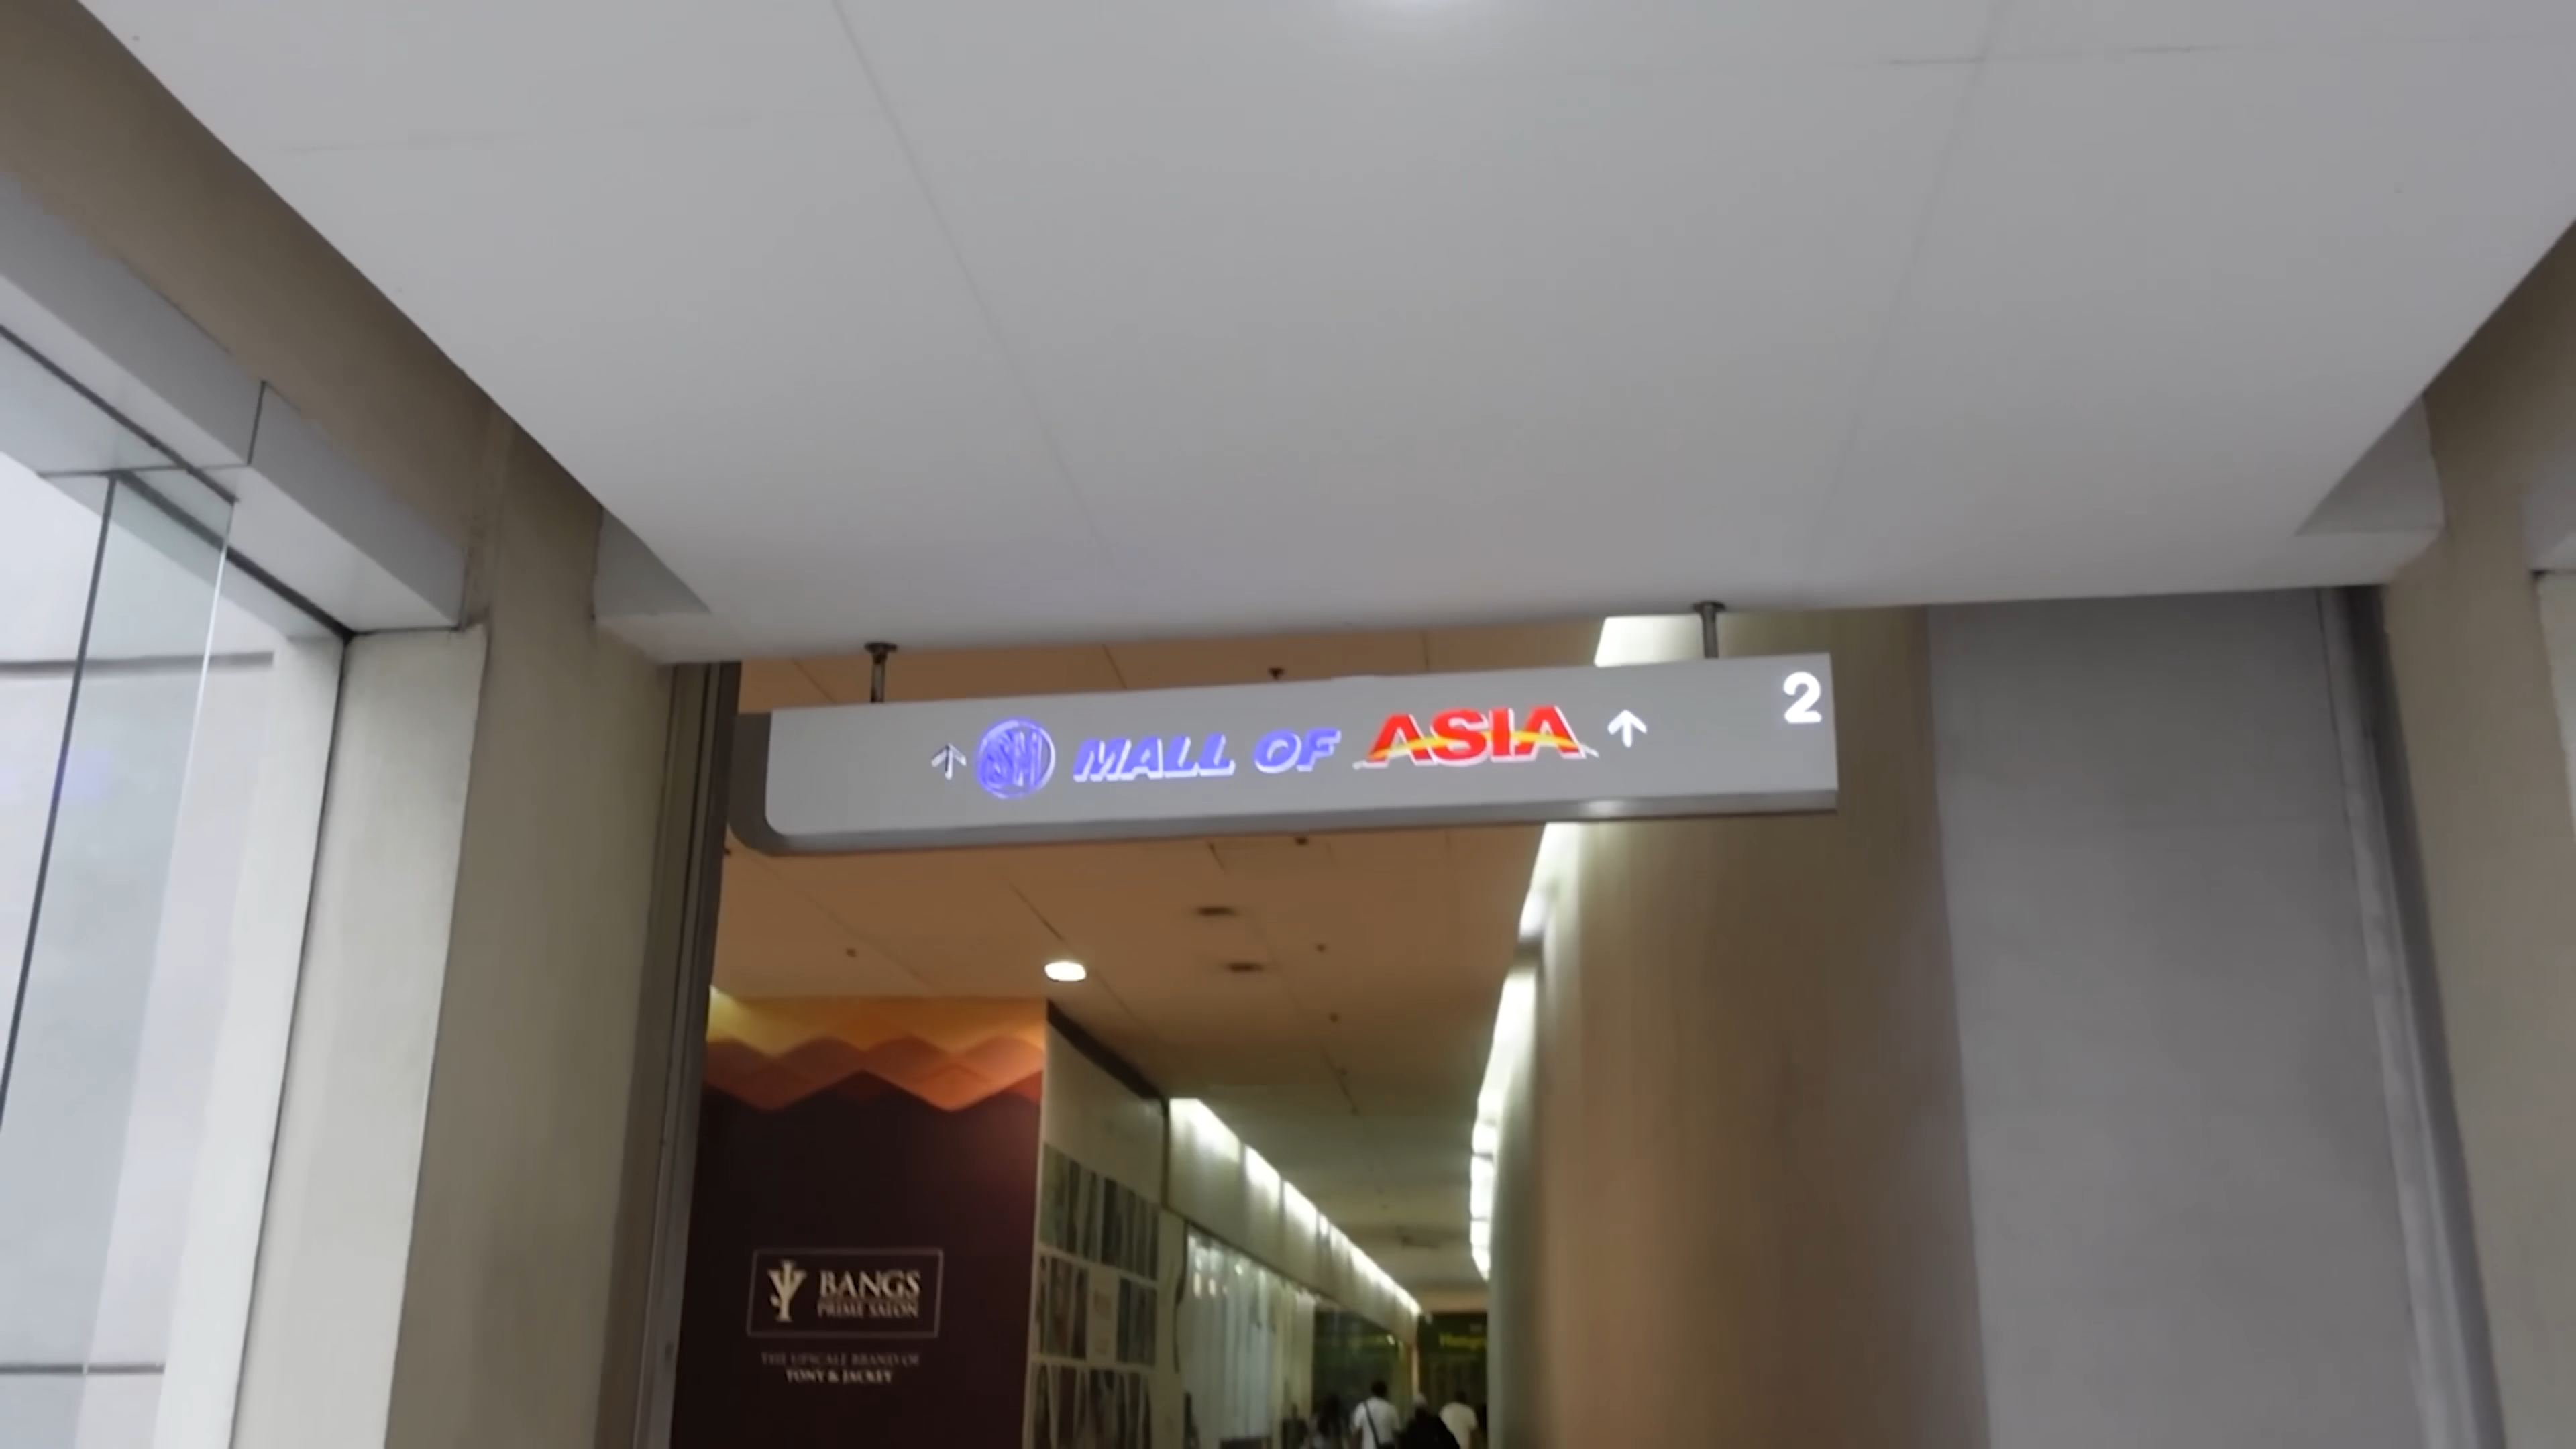 ↑ SM MALL OF ASIA ↑
2
BANGS
PRIME SALON
THE UPSCALE BRAND OF
TONY & JACKEY